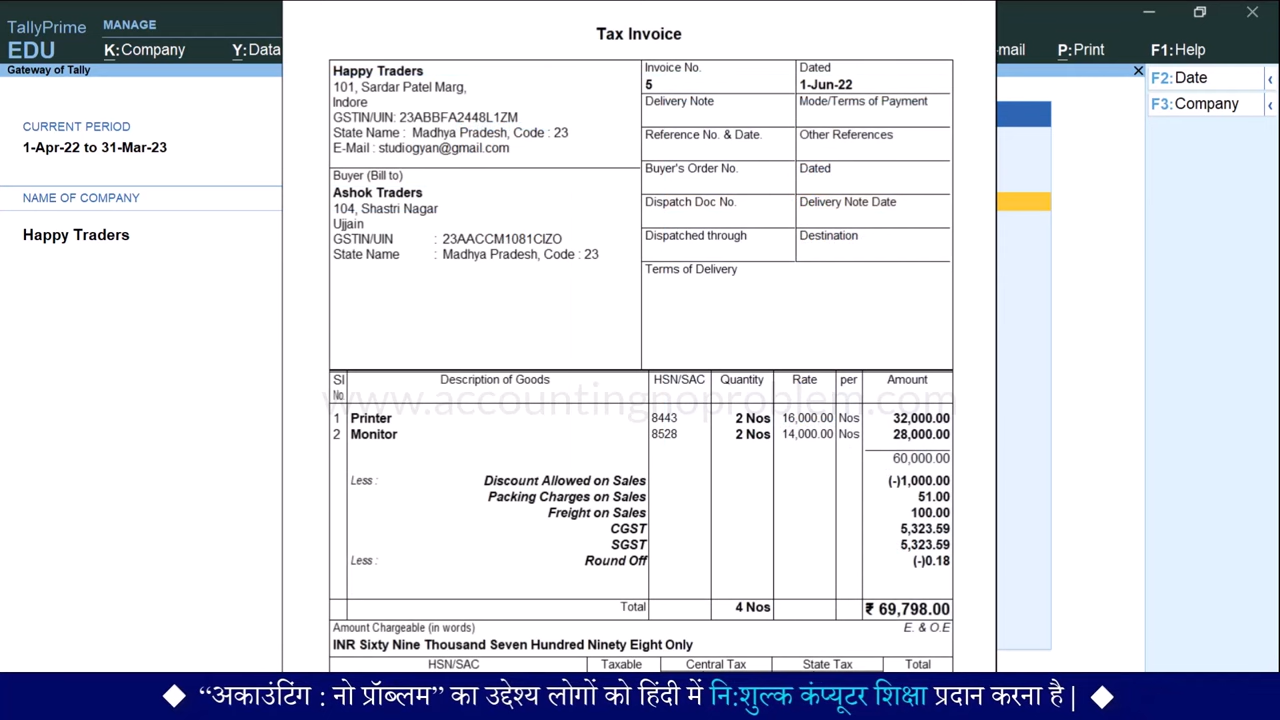 TallyPrime
EDU
MANAGE
K:Company
Y:Data
mail
P:Print
F1:Help
Gateway of Tally
F2:Date
F3:Company
CURRENT PERIOD
1-Apr-22 to 31-Mar-23
NAME OF COMPANY
Happy Traders
Tax Invoice
Happy Traders
101, Sardar Patel Marg,
Indore
GSTIN/UIN: 23ABBFA2448L1ZM
State Name : Madhya Pradesh, Code : 23
E-Mail : studiogyan@gmail.com
Invoice No.
5
Dated
1-Jun-22
Delivery Note
Mode/Terms of Payment
Reference No. & Date.
Other References
Buyer's Order No.
Dated
Dispatch Doc No.
Delivery Note Date
Dispatched through
Destination
Terms of Delivery
Buyer (Bill to)
Ashok Traders
104, Shastri Nagar
Ujjain
GSTIN/UIN : 23AACCM1081CIZO
State Name : Madhya Pradesh, Code : 23
Sl No. Description of Goods HSN/SAC Quantity Rate per Amount
www.accountingnoproblem.com
1 Printer 8443 2 Nos 16,000.00 Nos 32,000.00
2 Monitor 8528 2 Nos 14,000.00 Nos 28,000.00
60,000.00
Less : Discount Allowed on Sales (-)1,000.00
Packing Charges on Sales 51.00
Freight on Sales 100.00
CGST 5,323.59
SGST 5,323.59
Less : Round Off (-)0.18
Total 4 Nos ₹ 69,798.00
Amount Chargeable (in words) E. & O.E
INR Sixty Nine Thousand Seven Hundred Ninety Eight Only
HSN/SAC Taxable Central Tax State Tax Total
“अकाउंटिंग : नो प्रॉब्लम” का उद्देश्य लोगों को हिंदी में नि:शुल्क कंप्यूटर शिक्षा प्रदान करना है|